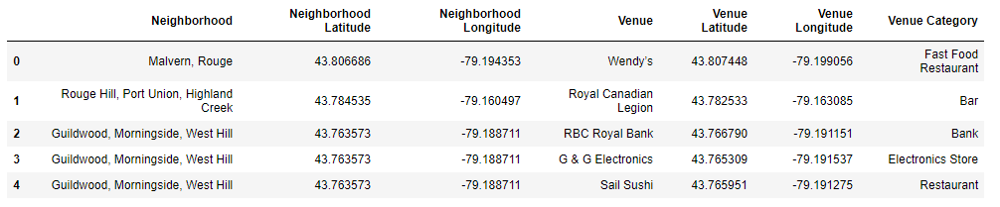 Neighborhood Neighborhood Latitude Neighborhood Longitude Venue Venue Latitude Venue Longitude Venue Category
0 Malvern, Rouge 43.806686 -79.194353 Wendy's 43.807448 -79.199056 Fast Food Restaurant
1 Rouge Hill, Port Union, Highland Creek 43.784535 -79.160497 Royal Canadian Legion 43.782533 -79.163085 Bar
2 Guildwood, Morningside, West Hill 43.763573 -79.188711 RBC Royal Bank 43.766790 -79.191151 Bank
3 Guildwood, Morningside, West Hill 43.763573 -79.188711 G & G Electronics 43.765309 -79.191537 Electronics Store
4 Guildwood, Morningside, West Hill 43.763573 -79.188711 Sail Sushi 43.765951 -79.191275 Restaurant